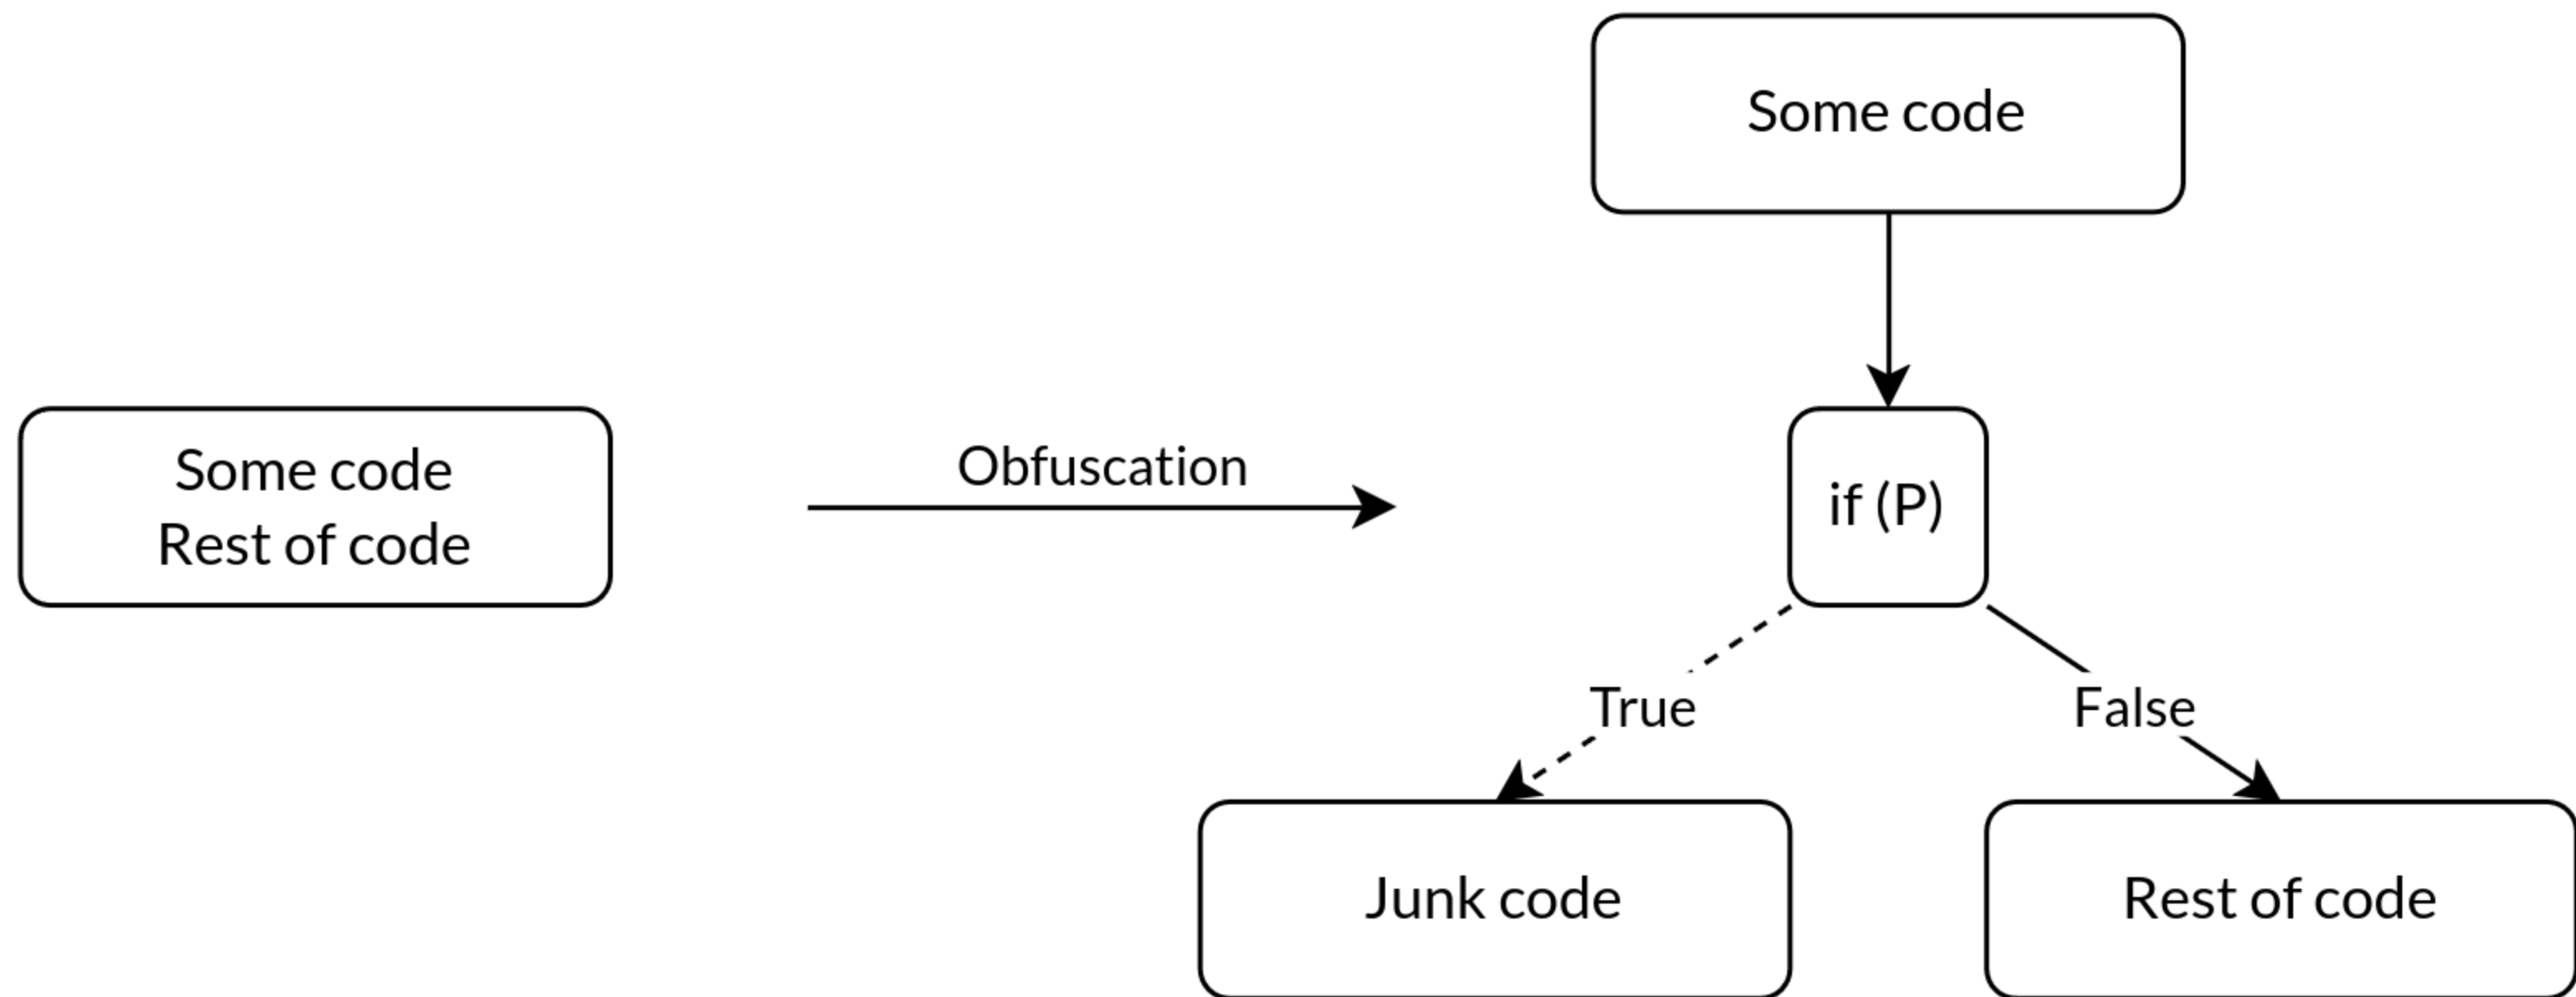 Some code
Rest of code
Obfuscation
Some code
if (P)
True
False
Junk code
Rest of code